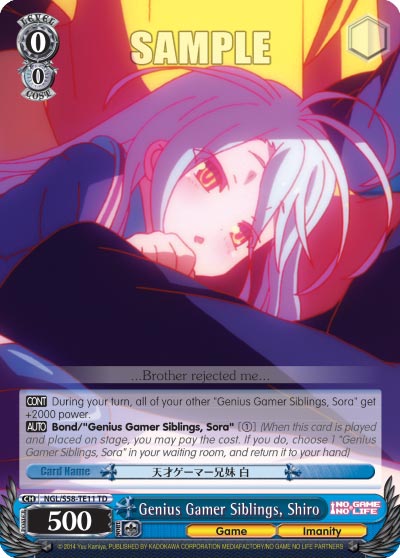 LEVEL
0
0
COST
SAMPLE
...Brother rejected me...
CONT During your turn, all of your other "Genius Gamer Siblings, Sora" get
+2000 power.
AUTO Bond/"Genius Gamer Siblings, Sora" [①] (When this card is played
and placed on stage, you may pay the cost. If you do, choose 1 "Genius
Gamer Siblings, Sora" in your waiting room, and return it to your hand)
Card Name 天才ゲーマー兄妹 白
CH NGL/S58-TE11 TD
Genius Gamer Siblings, Shiro
NO GAME NO LIFE
POWER 500
Game Imanity
© 2014 Yuu Kamiya, PUBLISHED BY KADOKAWA CORPORATION MEDIAFACTORY/NO GAME NO LIFE PARTNERS